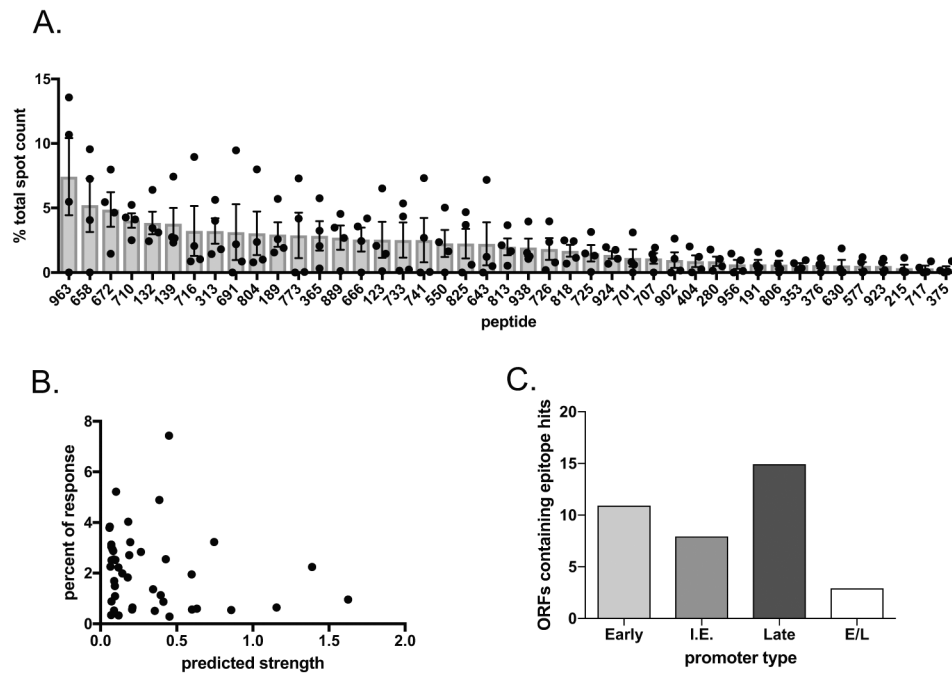 A.
% total spot count
15
10
5
0
963 658 672 710 132 139 716 313 691 804 189 773 365 889 666 123 733 741 550 825 643 813 938 726 818 725 924 701 707 902 404 280 956 191 806 353 376 630 577 923 215 717 375
peptide
B.
percent of response
8
6
4
2
0
0.0 0.5 1.0 1.5 2.0
predicted strength
C.
ORFs containing epitope hits
20
15
10
5
0
Early I.E. Late E/L
promoter type